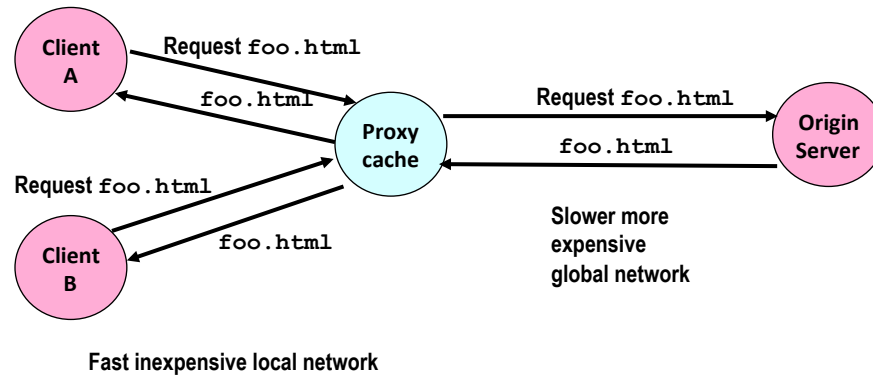 Client
A
Request foo.html
foo.html
Request foo.html
foo.html
Proxy
cache
Request foo.html
foo.html
Origin
Server
Client
B
Slower more
expensive
global network
Fast inexpensive local network